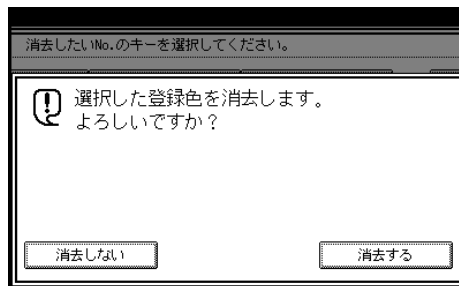 消去したいNo.のキーを選択してください。
選択した登録色を消去します。
よろしいですか？
消去しない
消去する